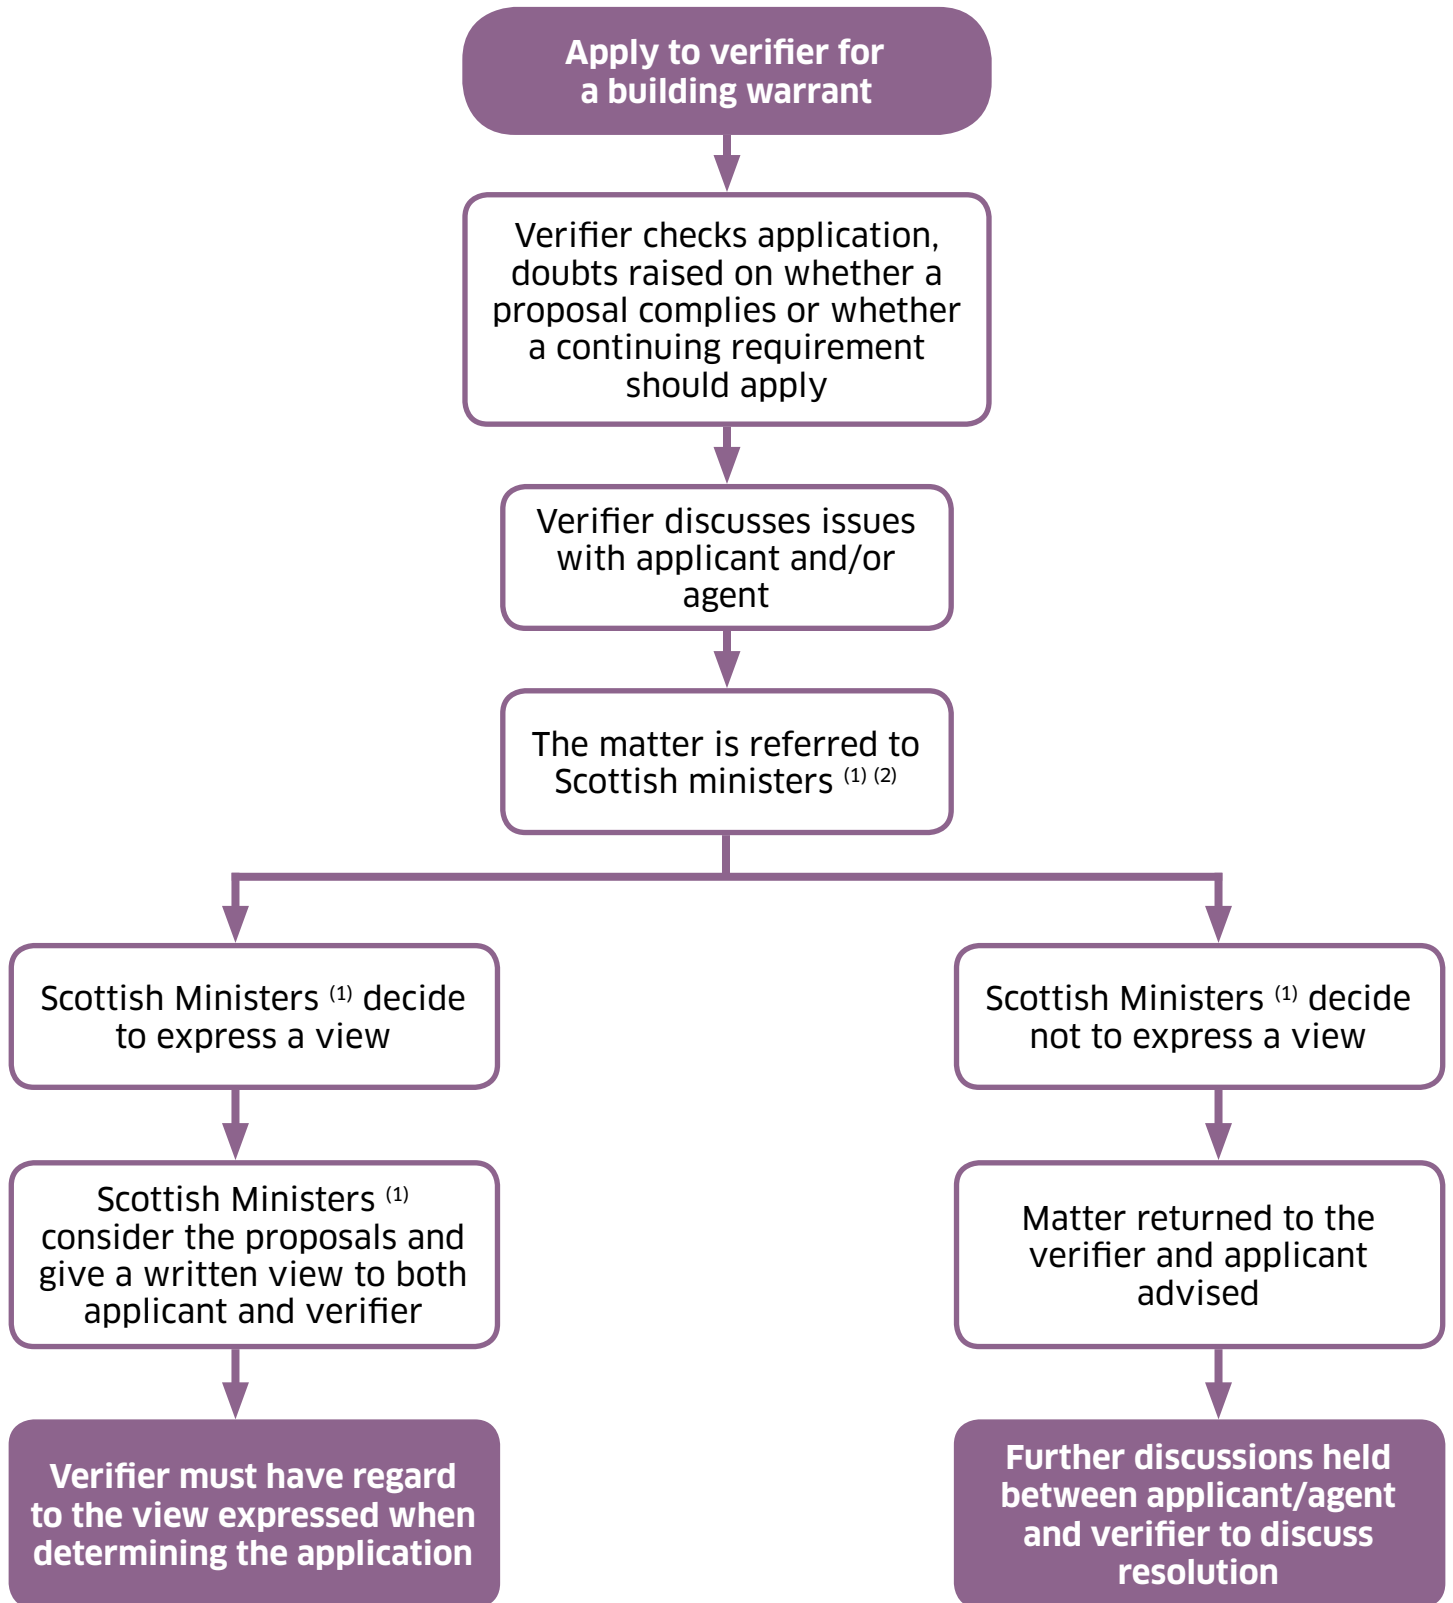 Apply to verifier for
a building warrant
Verifier checks application,
doubts raised on whether a
proposal complies or whether
a continuing requirement
should apply
Verifier discusses issues
with applicant and/or
agent
The matter is referred to
Scottish ministers (1) (2)
Scottish Ministers (1) decide
to express a view
Scottish Ministers (1)
consider the proposals and
give a written view to both
applicant and verifier
Verifier must have regard
to the view expressed when
determining the application
Scottish Ministers (1) decide
not to express a view
Matter returned to the
verifier and applicant
advised
Further discussions held
between applicant/agent
and verifier to discuss
resolution